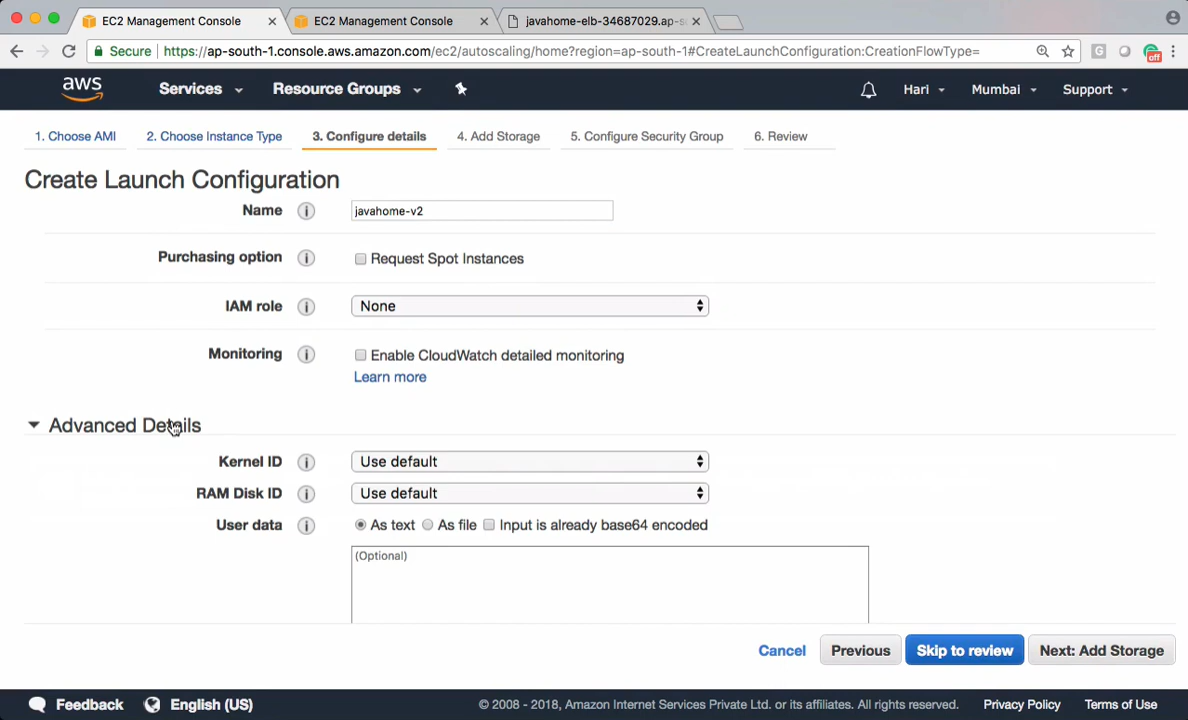 EC2 Management Console
EC2 Management Console
javahome-elb-34687029.ap-s
Secure https://ap-south-1.console.aws.amazon.com/ec2/autoscaling/home?region=ap-south-1#CreateLaunchConfiguration:CreationFlowType=
G
off
aws Services Resource Groups Hari Mumbai Support
1. Choose AMI 2. Choose Instance Type 3. Configure details 4. Add Storage 5. Configure Security Group 6. Review
Create Launch Configuration
Name i javahome-v2
Purchasing option i Request Spot Instances
IAM role i None
Monitoring i Enable CloudWatch detailed monitoring
Learn more
Advanced Details
Kernel ID i Use default
RAM Disk ID i Use default
User data i As text As file Input is already base64 encoded
(Optional)
Cancel Previous Skip to review Next: Add Storage
Feedback English (US) © 2008 - 2018, Amazon Internet Services Private Ltd. or its affiliates. All rights reserved. Privacy Policy Terms of Use